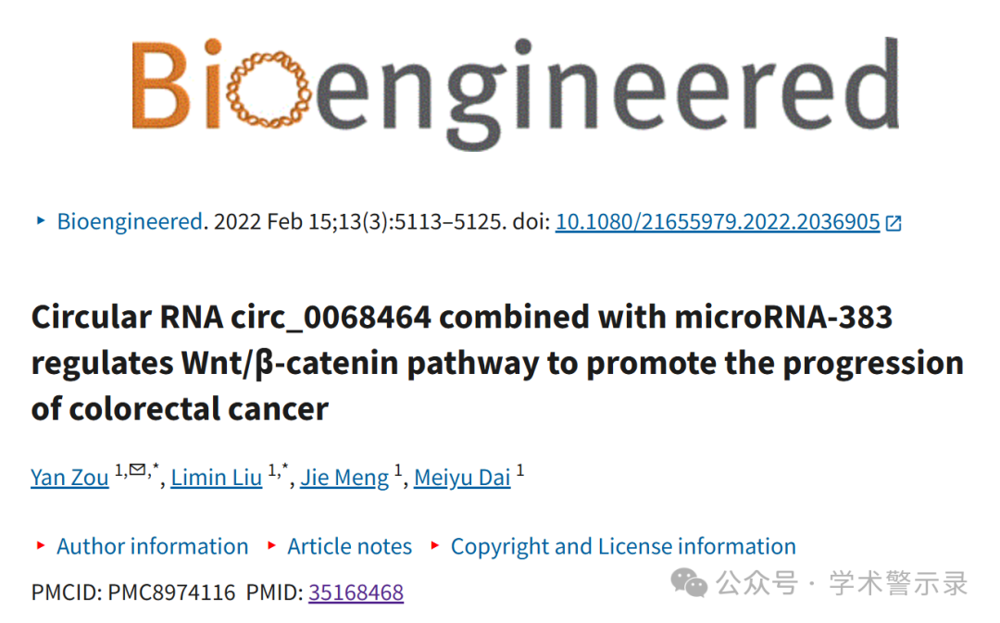 Bioengineered
Bioengineered. 2022 Feb 15;13(3):5113–5125. doi: 10.1080/21655979.2022.2036905
Circular RNA circ_0068464 combined with microRNA-383
regulates Wnt/β-catenin pathway to promote the progression
of colorectal cancer
Yan Zou 1,✉,*, Limin Liu 1,*, Jie Meng 1, Meiyu Dai 1
Author information Article notes Copyright and License information
PMCID: PMC8974116 PMID: 35168468
公众号 · 学术警示录